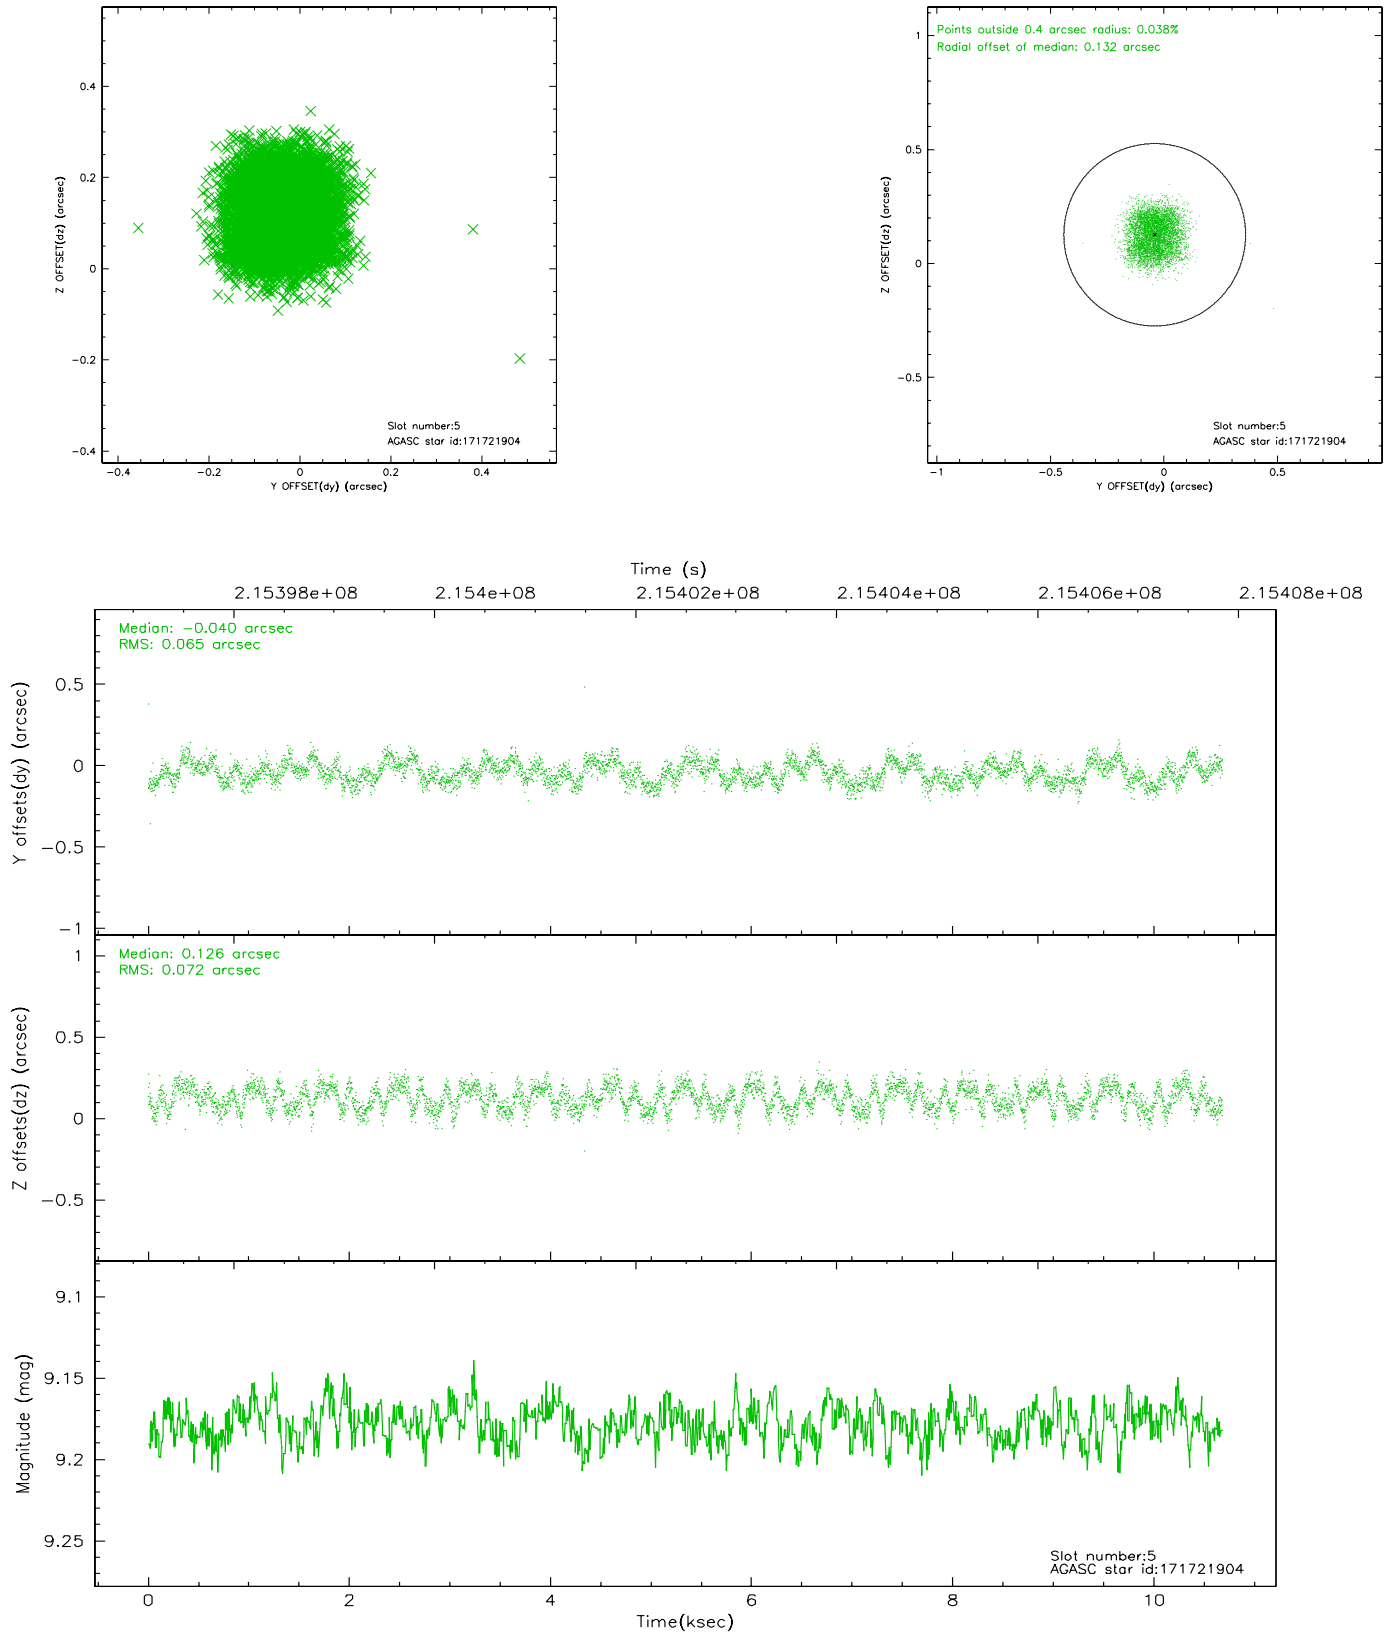 0.4
0.2
0
-0.2
-0.4
Z OFFSET(dz) (arcsec)
Slot number:5
AGASC star id:171721904
-0.4 -0.2 0 0.2 0.4
Y OFFSET(dy) (arcsec)
Points outside 0.4 arcsec radius: 0.038%
Radial offset of median: 0.132 arcsec
1
0.5
0
-0.5
Z OFFSET(dz) (arcsec)
Slot number:5
AGASC star id:171721904
-1 -0.5 0 0.5
Y OFFSET(dy) (arcsec)
Time (s)
2.15398e+08 2.154e+08 2.15402e+08 2.15404e+08 2.15406e+08 2.15408e+08
Median: -0.040 arcsec
RMS: 0.065 arcsec
0.5
0
-0.5
-1
Y offsets(dy) (arcsec)
Median: 0.126 arcsec
RMS: 0.072 arcsec
1
0.5
0
-0.5
Z offsets(dz) (arcsec)
9.1
9.15
9.2
9.25
Magnitude (mag)
Slot number:5
AGASC star id:171721904
0 2 4 6 8 10
Time(ksec)